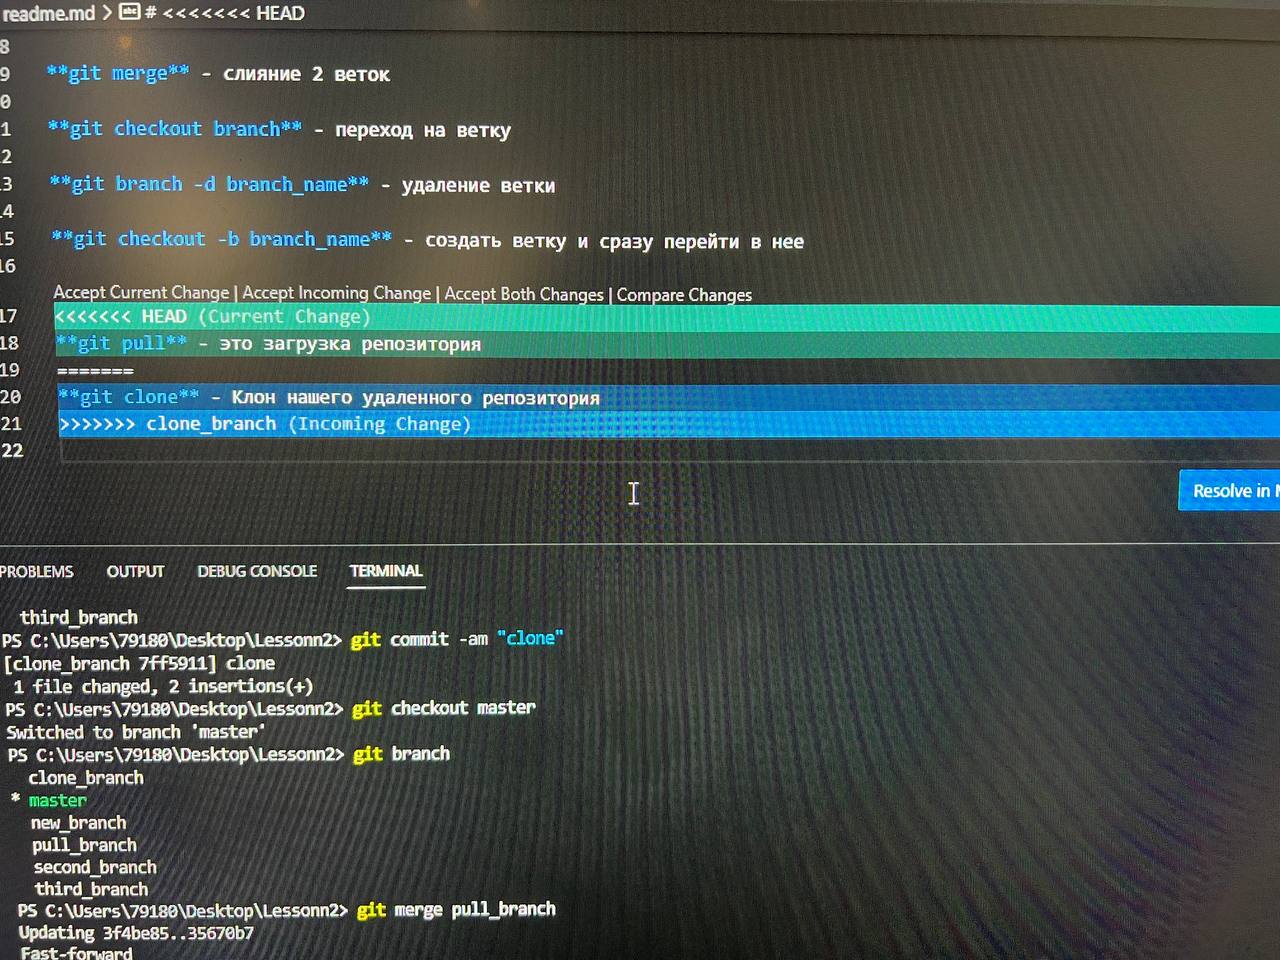 readme.md > # <<<<<<< HEAD
8
9 **git merge** - слияние 2 веток
0
1 **git checkout branch** - переход на ветку
12
13 **git branch -d branch_name** - удаление ветки
14
15 **git checkout -b branch_name** - создать ветку и сразу перейти в нее
16
Accept Current Change | Accept Incoming Change | Accept Both Changes | Compare Changes
17 <<<<<<< HEAD (Current Change)
18 **git pull** - это загрузка репозитория
19 =======
20 **git clone** - Клон нашего удаленного репозитория
21 >>>>>>> clone_branch (Incoming Change)
22
Resolve in
PROBLEMS OUTPUT DEBUG CONSOLE TERMINAL
third_branch
PS C:\Users\79180\Desktop\Lessonn2> git commit -am "clone"
[clone_branch 7ff5911] clone
1 file changed, 2 insertions(+)
PS C:\Users\79180\Desktop\Lessonn2> git checkout master
Switched to branch 'master'
PS C:\Users\79180\Desktop\Lessonn2> git branch
clone_branch
* master
new_branch
pull_branch
second_branch
third_branch
PS C:\Users\79180\Desktop\Lessonn2> git merge pull_branch
Updating 3f4be85..35670b7
Fast-forward